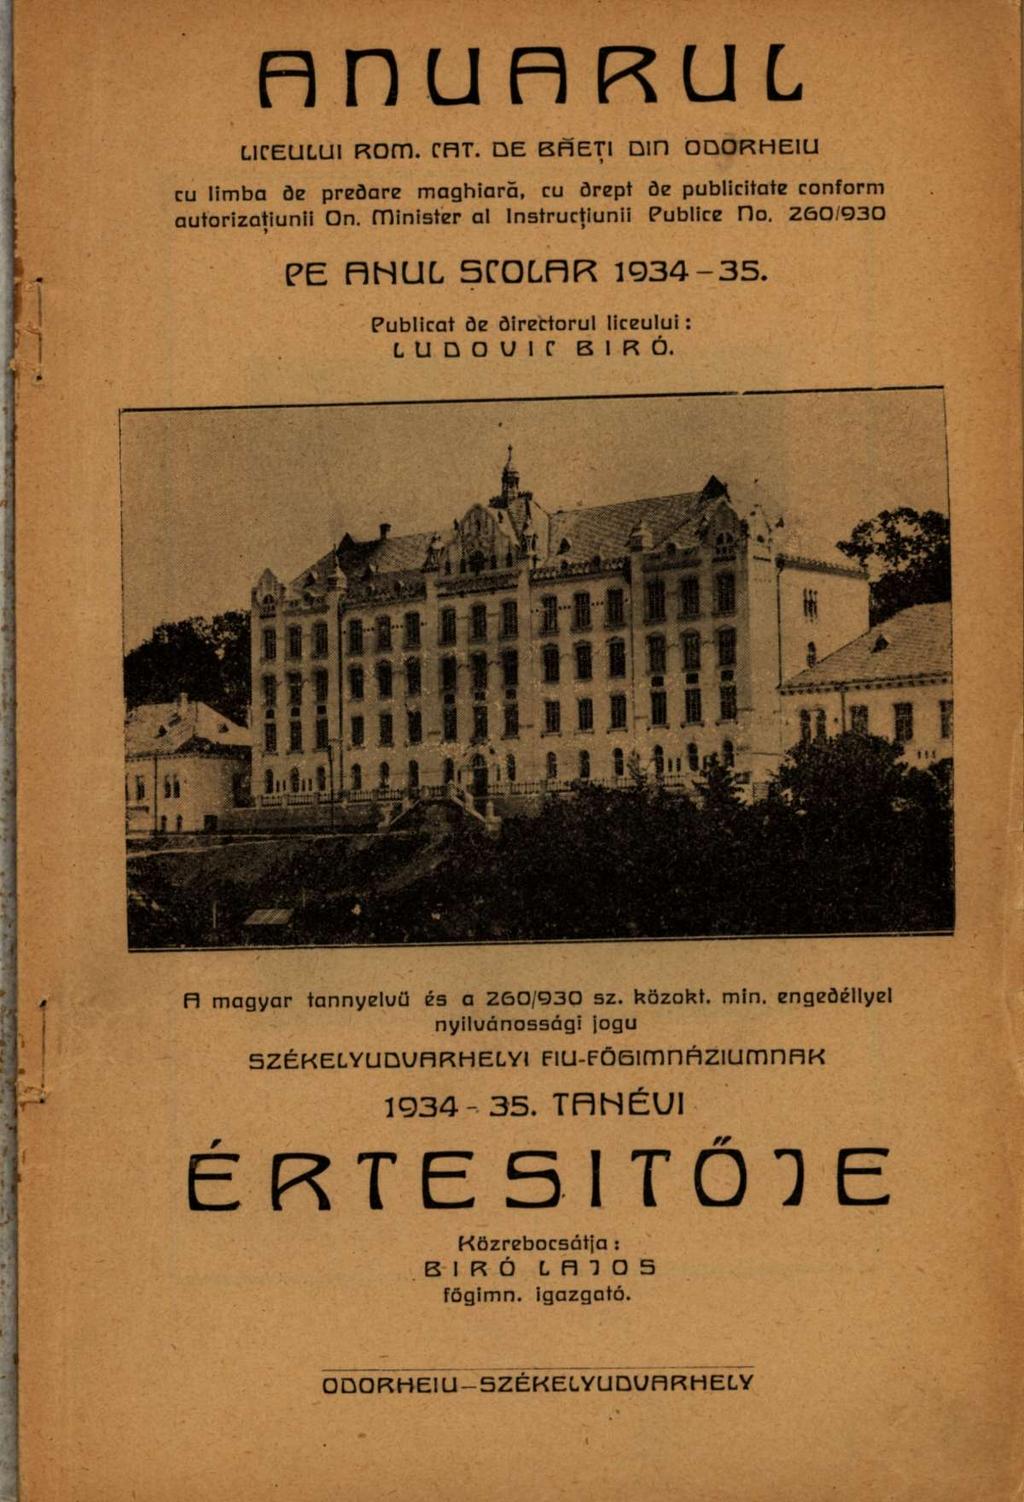 ANUARUL
LICEULUI ROM. CAT. DE BĂEȚI DIN ODORHEIU
cu limba de predare maghiară, cu drept de publicitate conform
autorizațiunii On. Minister al Instrucțiunii Publice No. 260/930
PE ANUL SCOLAR 1934-35.
Publicat de directorul liceului:
LUDOVIC BIRÓ.
A magyar tannyelvü és a 260/930 sz. közokt. min. engedéllyel
nyilvánossági jogu
SZÉKELYUDVARHELYI FIU-FŐGIMNÁZIUMNAK
1934-35. TANÉVI
ÉRTESITŐJE
Közrebocsátja:
BIRÓ LAJOS
főgimn. igazgató.
ODORHEIU—SZÉKELYUDVARHELY